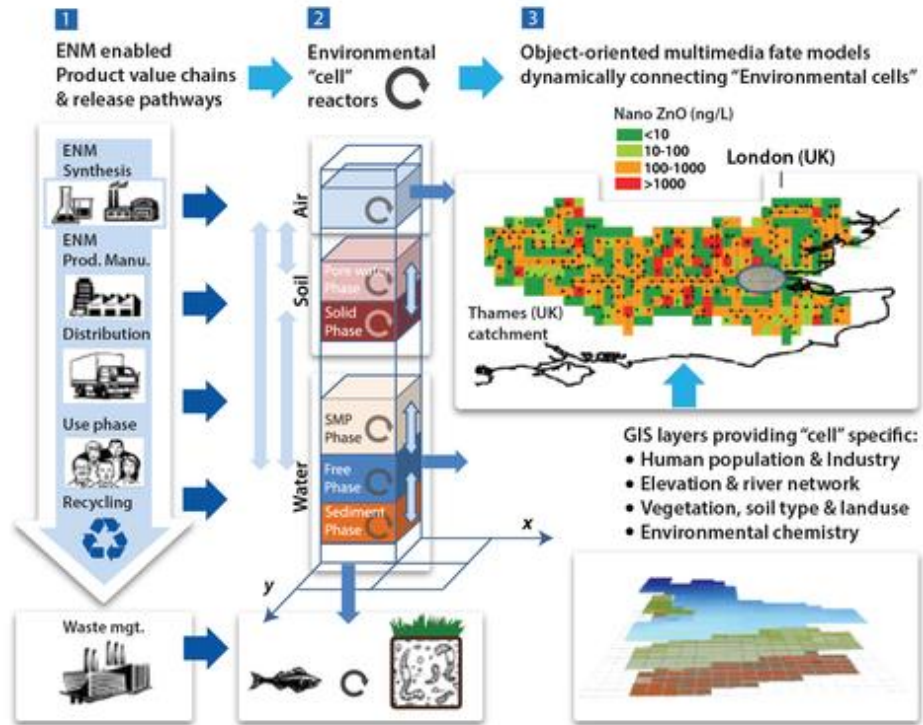 1
ENM enabled
Product value chains
& release pathways
2
Environmental
“cell”
reactors
3
Object-oriented multimedia fate models
dynamically connecting “Environmental cells”
ENM
Synthesis
ENM
Prod. Manu.
Distribution
Use phase
Recycling
Waste mgt.
Air
Soil
Pore water
Phase
Solid
Phase
Water
SMP
Phase
Free
Phase
Sediment
Phase
x
y
Nano ZnO (ng/L)
<10
10-100
100-1000
>1000
London (UK)
Thames (UK)
catchment
GIS layers providing “cell” specific:
• Human population & Industry
• Elevation & river network
• Vegetation, soil type & landuse
• Environmental chemistry